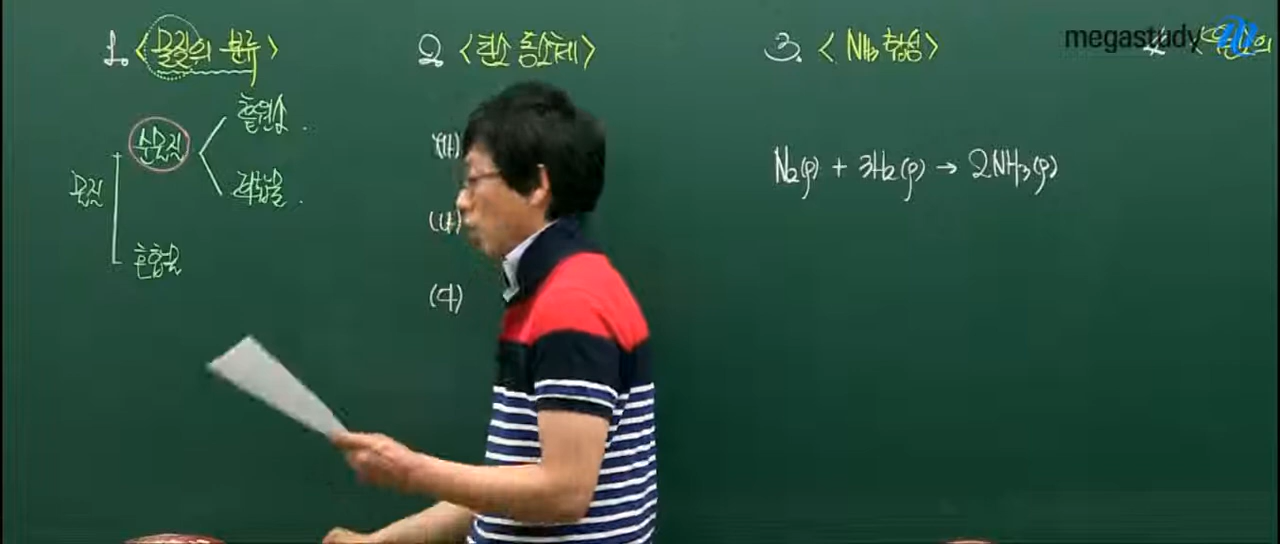 1. <물질의 분류>
물질
순물질
홑원소
화합물
혼합물
2. <탄소 동소체>
(가)
(나)
(다)
3. <NH₃ 합성>
N₂(g) + 3H₂(g) → 2NH₃(g)
megastudy